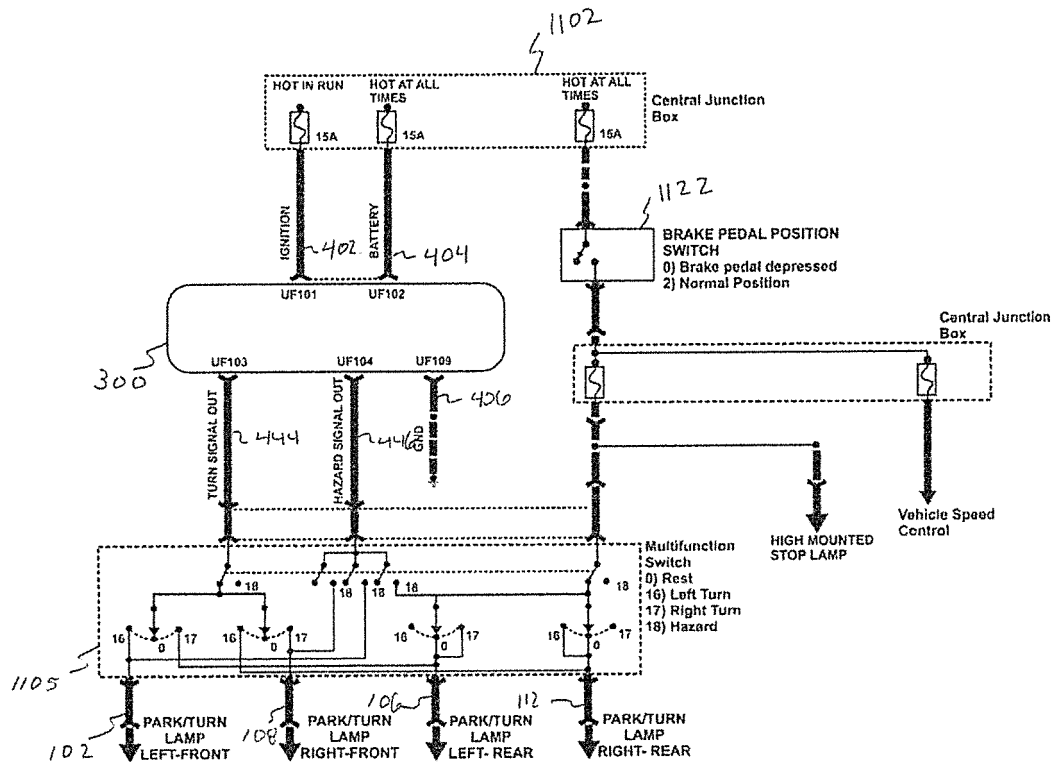 1102
HOT IN RUN
HOT AT ALL
TIMES
HOT AT ALL
TIMES
Central Junction
Box
15A
15A
15A
1122
IGNITION
402
BATTERY
404
BRAKE PEDAL POSITION
SWITCH
0) Brake pedal depressed
2) Normal Position
UF101
UF102
Central Junction
Box
UF103
UF104
UF109
300
TURN SIGNAL OUT
444
HAZARD SIGNAL OUT
446
GND
406
Vehicle Speed
Control
HIGH MOUNTED
STOP LAMP
Multifunction
Switch
0) Rest
16) Left Turn
17) Right Turn
18) Hazard
18
18
18
18
18
16
17
0
16
17
0
16
17
0
16
17
0
1105
102
PARK/TURN
LAMP
LEFT-FRONT
108
PARK/TURN
LAMP
RIGHT-FRONT
106
PARK/TURN
LAMP
LEFT- REAR
112
PARK/TURN
LAMP
RIGHT- REAR